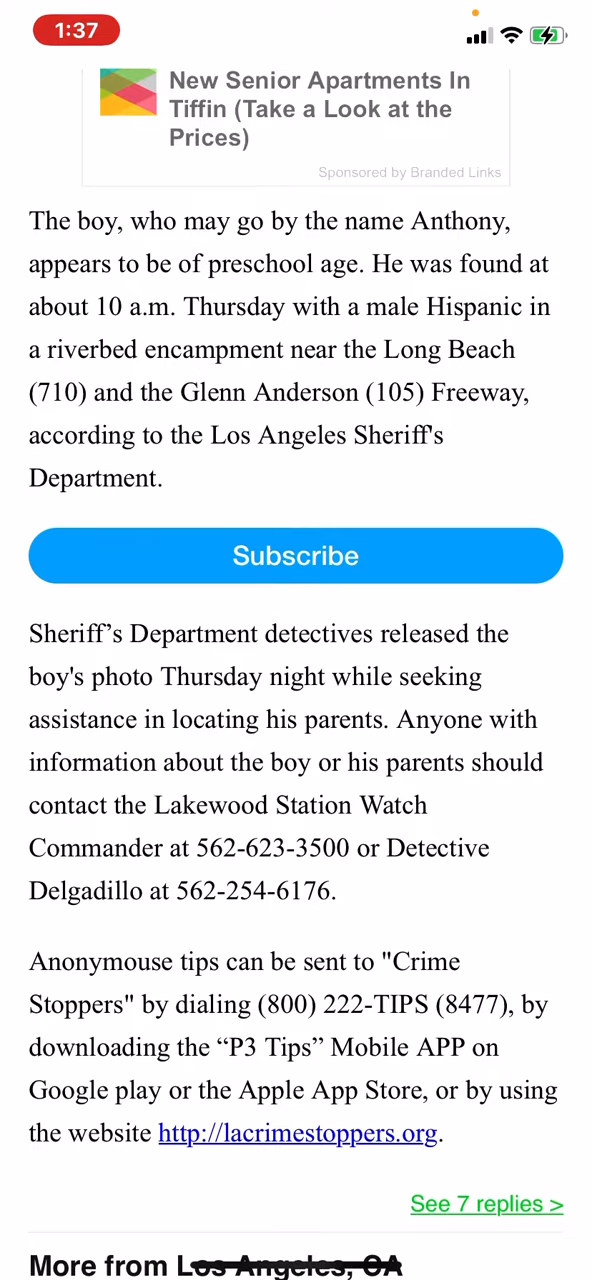 1:37
New Senior Apartments In
Tiffin (Take a Look at the
Prices)
Sponsored by Branded Links
The boy, who may go by the name Anthony,
appears to be of preschool age. He was found at
about 10 a.m. Thursday with a male Hispanic in
a riverbed encampment near the Long Beach
(710) and the Glenn Anderson (105) Freeway,
according to the Los Angeles Sheriff's
Department.
Subscribe
Sheriff’s Department detectives released the
boy's photo Thursday night while seeking
assistance in locating his parents. Anyone with
information about the boy or his parents should
contact the Lakewood Station Watch
Commander at 562-623-3500 or Detective
Delgadillo at 562-254-6176.
Anonymouse tips can be sent to "Crime
Stoppers" by dialing (800) 222-TIPS (8477), by
downloading the “P3 Tips” Mobile APP on
Google play or the Apple App Store, or by using
the website http://lacrimestoppers.org.
See 7 replies >
More from Los Angeles, CA